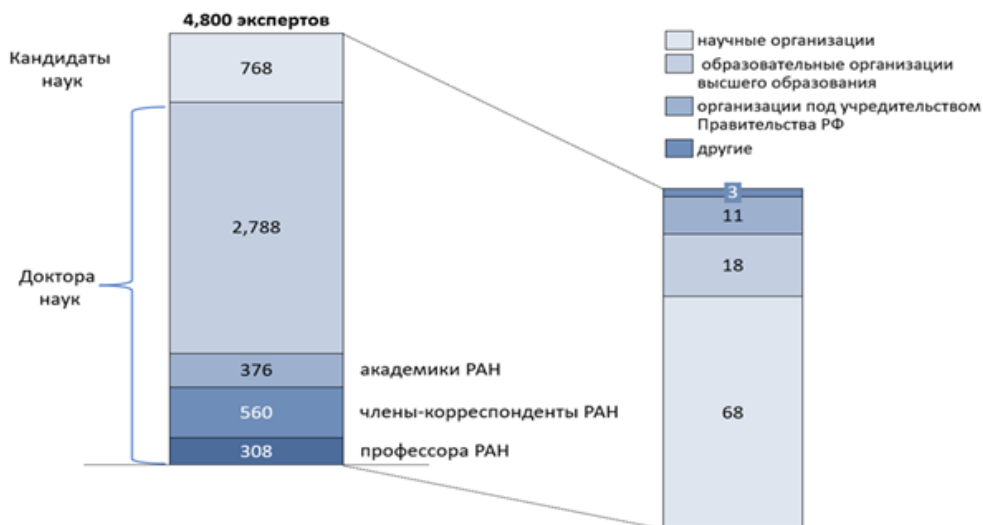 4,800 экспертов
Кандидаты
наук
768
2,788
Доктора
наук
376
академики РАН
560
члены-корреспонденты РАН
308
профессора РАН
научные организации
образовательные организации
высшего образования
организации под учредительством
Правительства РФ
другие
3
11
18
68